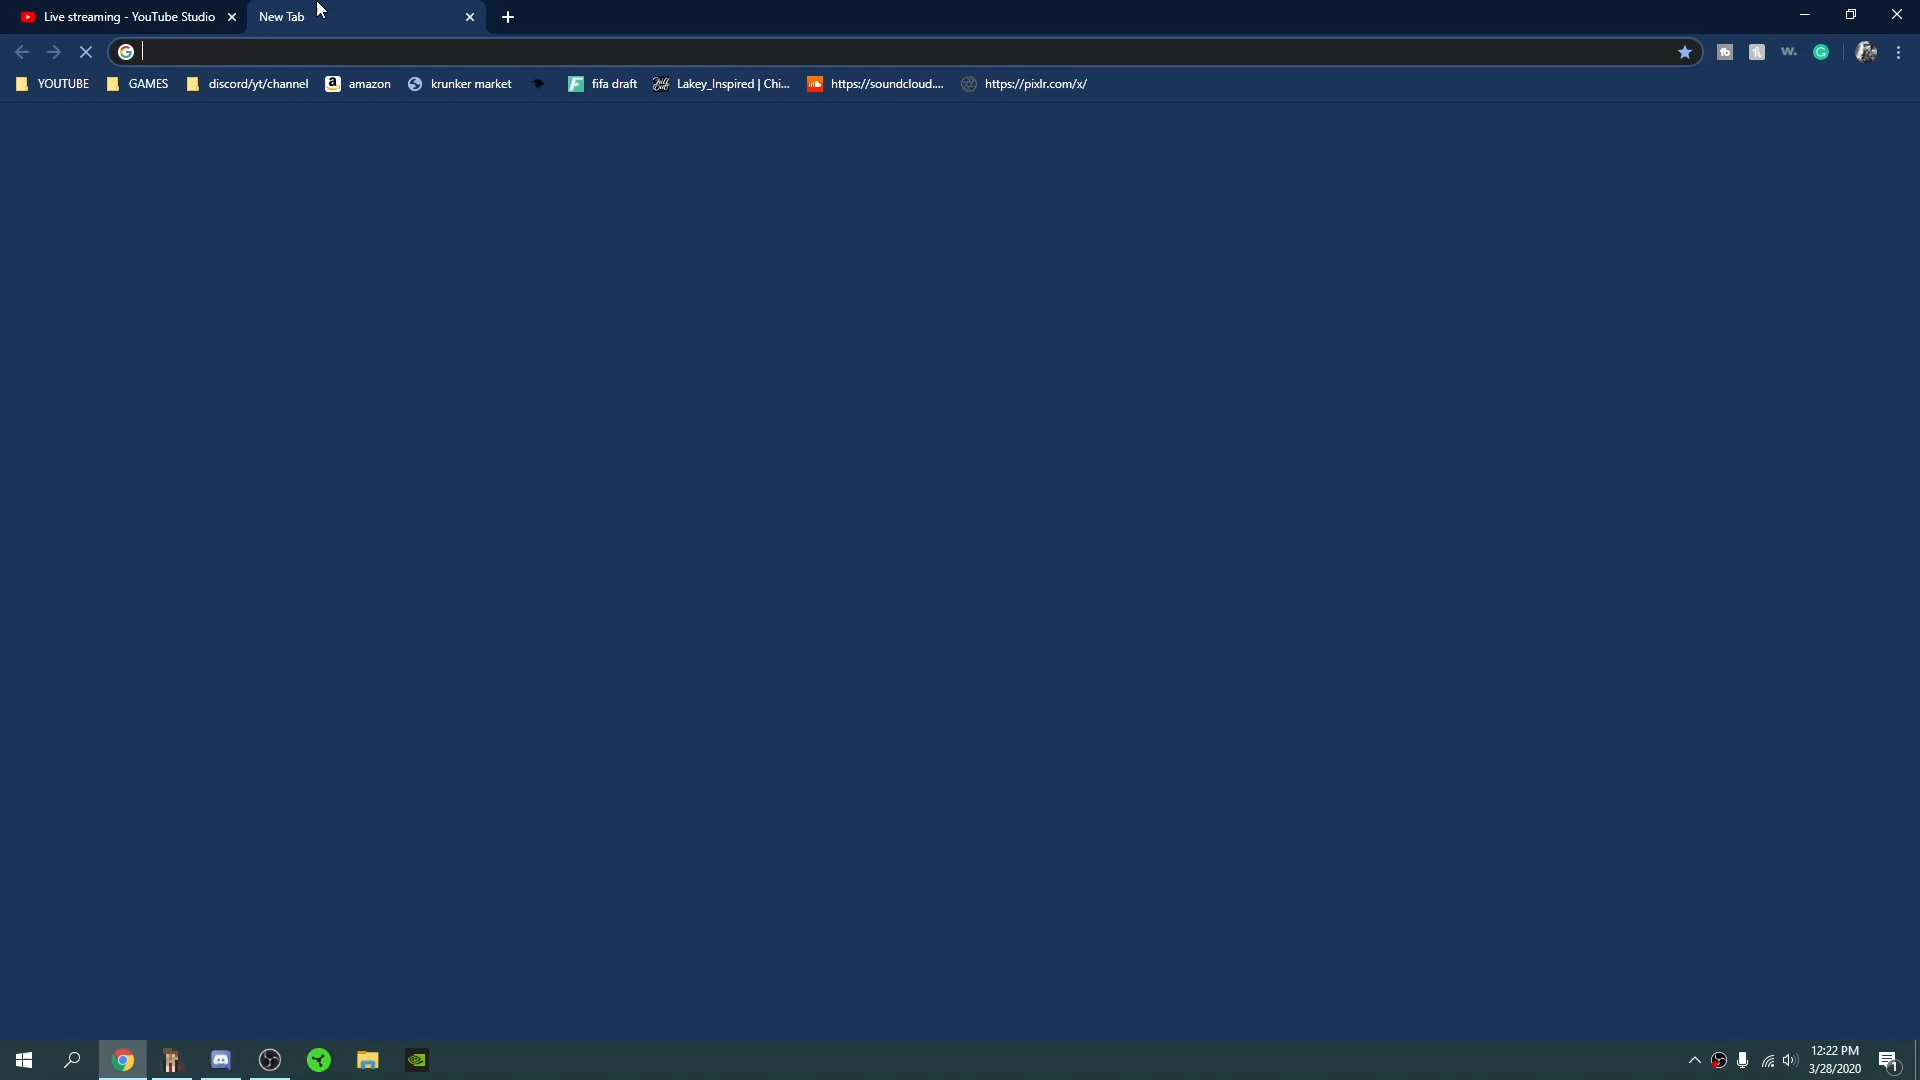 Live streaming - YouTube Studio
New Tab
YOUTUBE
GAMES
discord/yt/channel
amazon
krunker market
fifa draft
Lakey_Inspired | Chi...
https://soundcloud....
https://pixlr.com/x/
12:22 PM
3/28/2020
1